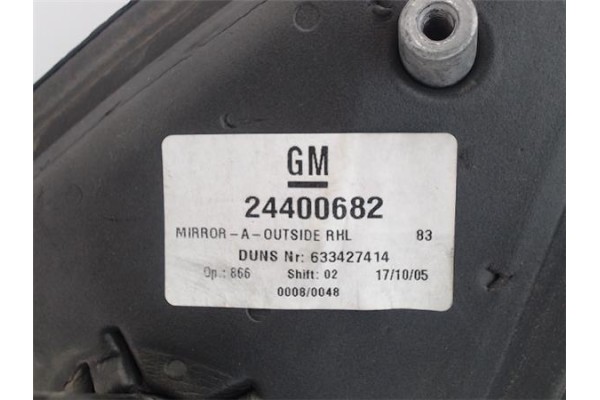 GM
24400682
MIRROR-A-OUTSIDE RHL 83
DUNS Nr: 633427414
Op.: 866 Shift: 02 17/10/05
0008/0048